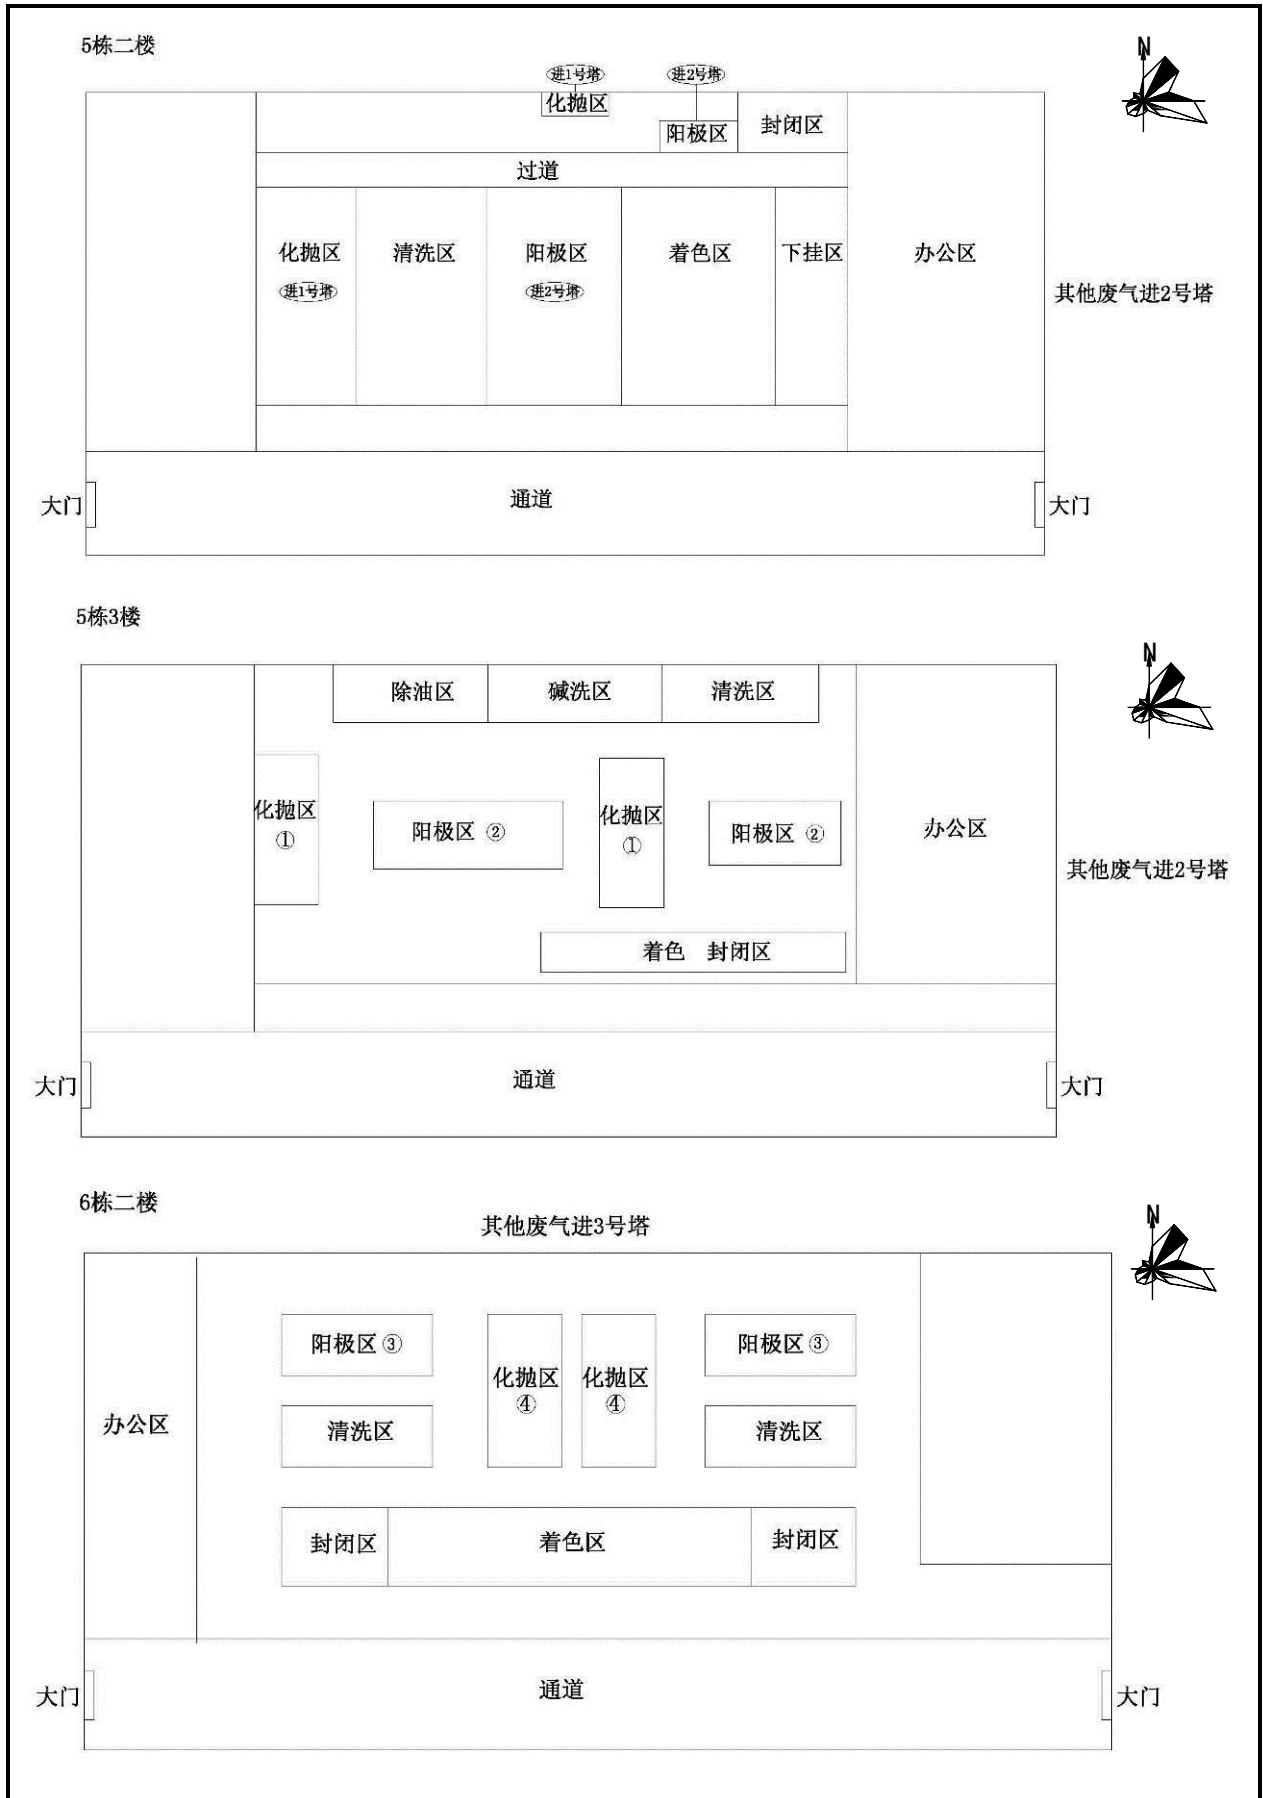 5栋二楼
N
进1号塔
进2号塔
化抛区
阳极区
封闭区
过道
化抛区
清洗区
阳极区
着色区
下挂区
办公区
进1号塔
进2号塔
其他废气进2号塔
大门
通道
大门
5栋3楼
N
除油区
碱洗区
清洗区
化抛区
①
阳极区 ②
化抛区
①
阳极区 ②
办公区
其他废气进2号塔
着色 封闭区
大门
通道
大门
6栋二楼
其他废气进3号塔
N
阳极区③
化抛区
④
化抛区
④
阳极区③
办公区
清洗区
清洗区
封闭区
着色区
封闭区
大门
通道
大门